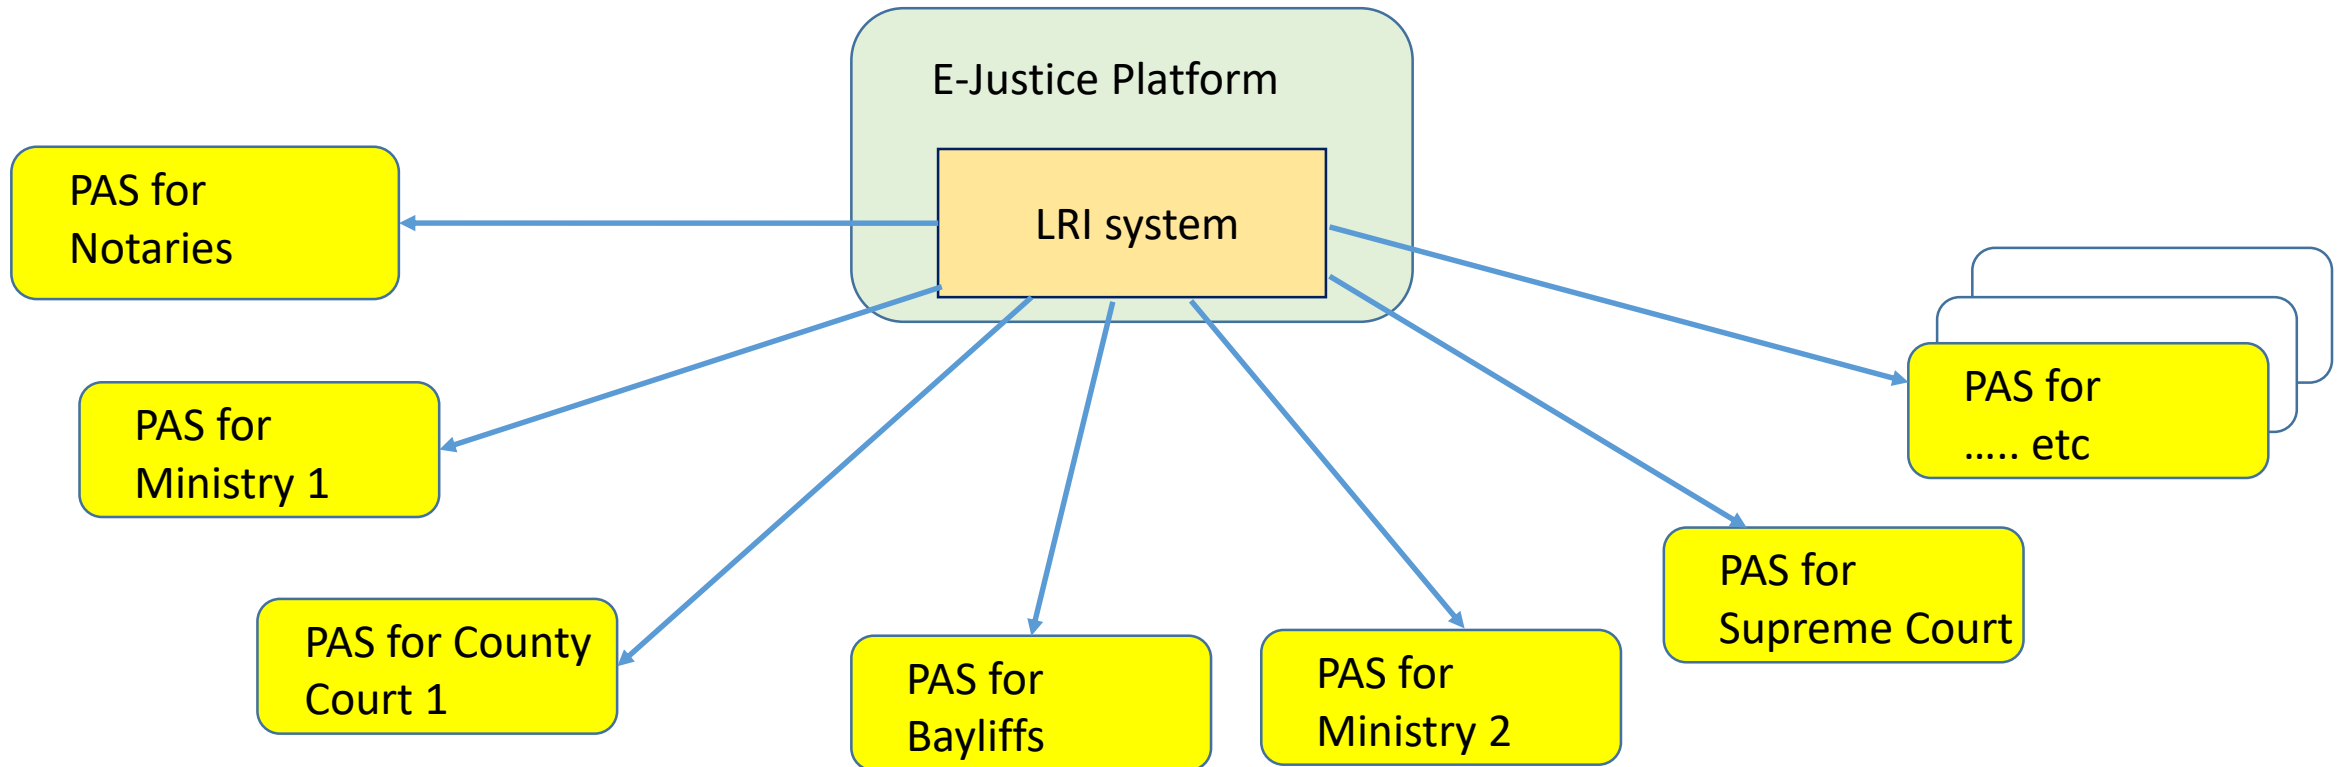 E-Justice Platform
LRI system
PAS for
Notaries
PAS for
Ministry 1
PAS for County
Court 1
PAS for
Bayliffs
PAS for
Ministry 2
PAS for
Supreme Court
PAS for
..... etc